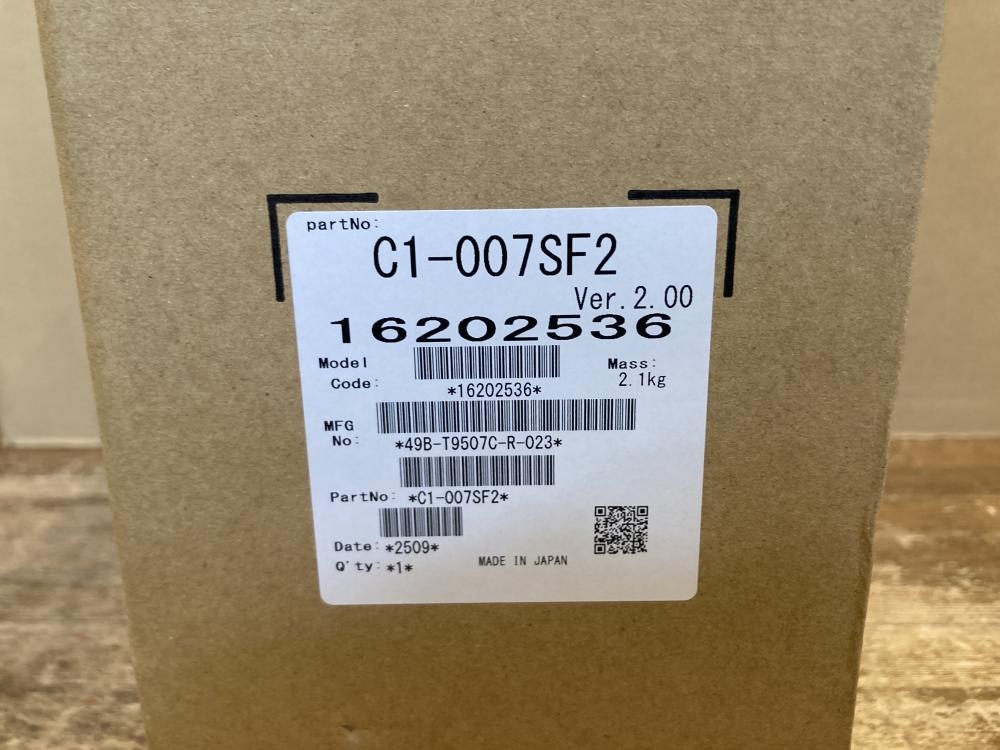 partNo:
C1-007SF2
Ver.2.00
16202536
Model Code:
*16202536*
Mass: 2.1kg
MFG No:
*49B-T9507C-R-023*
PartNo: *C1-007SF2*
Date: *2509*
Q'ty: *1*
MADE IN JAPAN